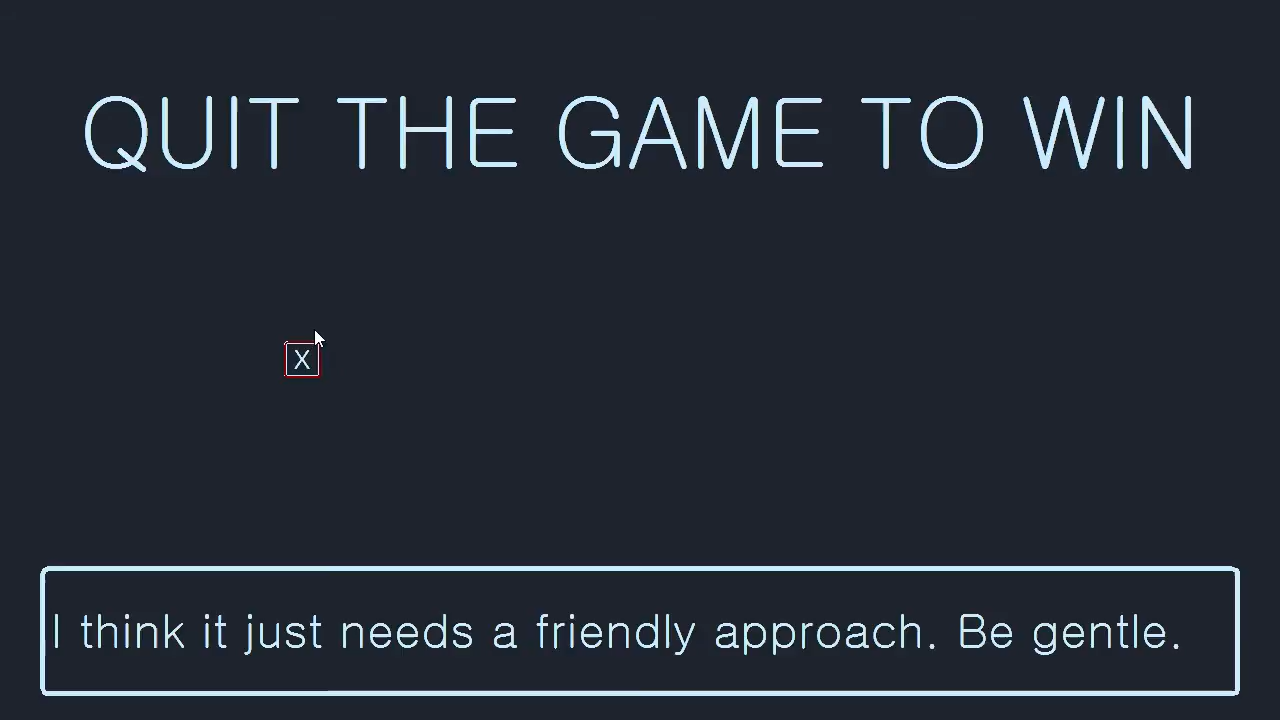 QUIT THE GAME TO WIN
X
I think it just needs a friendly approach. Be gentle.